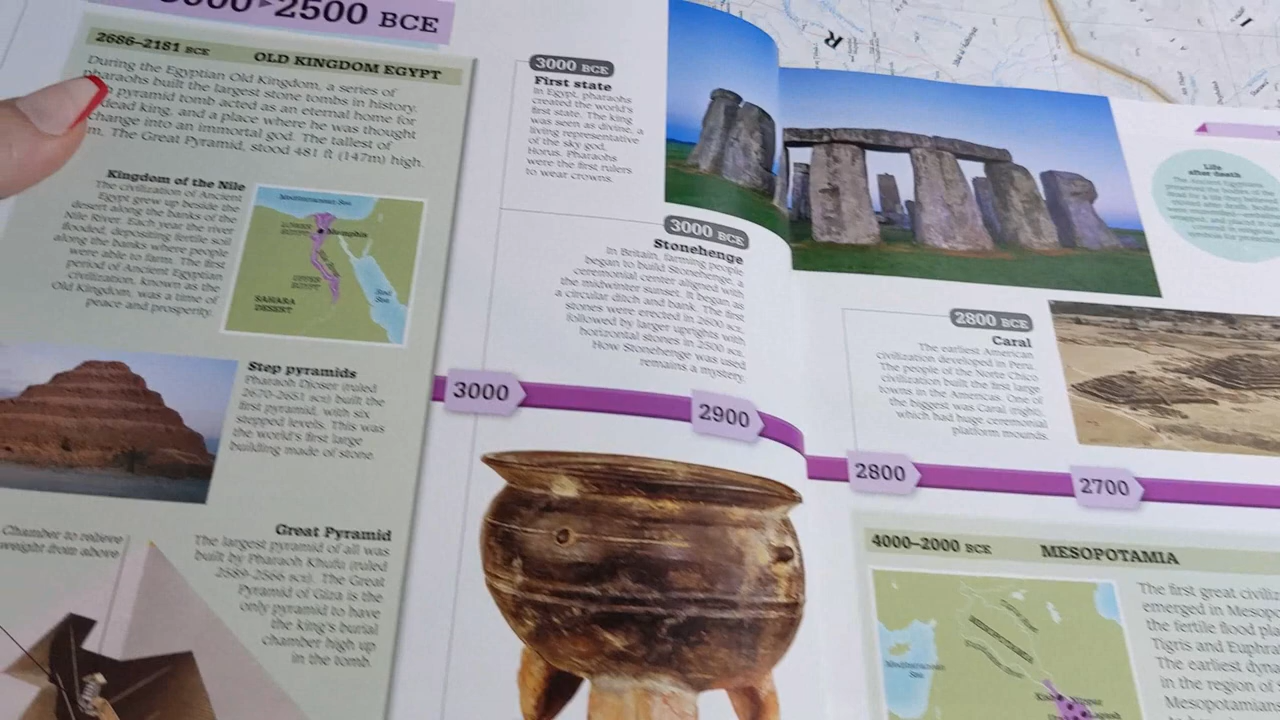 2500 BCE
2686–2181 BCE OLD KINGDOM EGYPT
During the Egyptian Old Kingdom, a series of
pharaohs built the largest stone tombs in history.
pyramid tomb acted as an eternal home for
dead king, and a place where he was thought
change into an immortal god. The tallest of
m. The Great Pyramid, stood 481 ft (147m) high.
Kingdom of the Nile
The civilization of Ancient
Egypt grew up beside the
desert along the banks of the
Nile River. Each year the river
flooded, depositing fertile soil
along the banks where people
were able to farm. The first
period of Ancient Egyptian
civilization, known as the
Old Kingdom, was a time of
peace and prosperity.
Mediterranean Sea
LOWER
EGYPT
Memphis
UPPER
EGYPT
SAHARA
DESERT
Red
Sea
Step pyramids
Pharaoh Djoser (ruled
2670–2651 BCE) built the
first pyramid, with six
stepped levels. This was
the world's first large
building made of stone.
Great Pyramid
The largest pyramid of all was
built by Pharaoh Khufu (ruled
2589–2566 BCE). The Great
Pyramid of Giza is the
only pyramid to have
the king's burial
chamber high up
in the tomb.
Chamber to relieve
weight from above
3000 BCE
First state
In Egypt, pharaohs
created the world's
first state. The king
was seen as divine, a
living representative
of the sky god,
Horus. Pharaohs
were the first rulers
to wear crowns.
3000 BCE
Stonehenge
In Britain, farming people
began to build Stonehenge, a
ceremonial center aligned with
the midwinter sunset. It began as
a circular ditch and bank. The first
stones were erected in 2600 BCE,
followed by larger uprights with
horizontal stones in 2500 BCE.
How Stonehenge was used
remains a mystery.
3000
2900
2800
2700
Life
after death
2800 BCE
Caral
The earliest American
civilization developed in Peru.
The people of the Norte Chico
civilization built the first large
towns in the Americas. One of
the biggest was Caral (right),
which had huge ceremonial
platform mounds.
4000–2000 BCE MESOPOTAMIA
The first great civiliz
emerged in Mesop
the fertile flood pla
Tigris and Euphra
The earliest dyna
in the region of
Mesopotamian
MESOPOTAMIA
Mediterranean
Sea
R